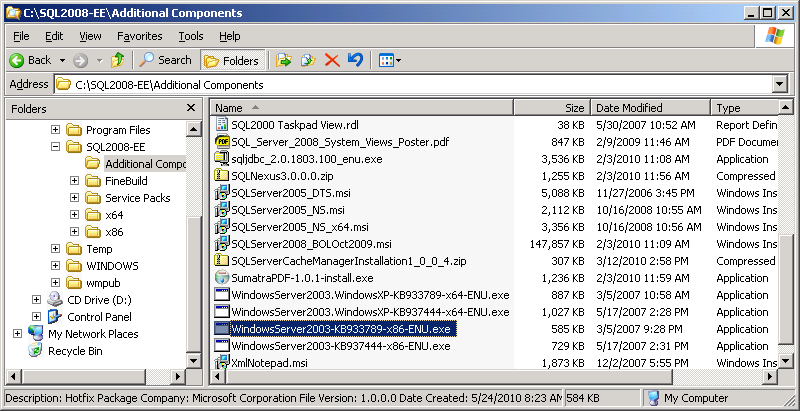 C:\SQL2008-EE\Additional Components
File Edit View Favorites Tools Help
Back Search Folders
Address C:\SQL2008-EE\Additional Components
Folders
Program Files
SQL2008-EE
Additional Compo
FineBuild
Service Packs
x64
x86
Temp
WINDOWS
wmpub
CD Drive (D:)
Control Panel
My Network Places
Recycle Bin
Name Size Date Modified Type
SQL2000 Taskpad View.rdl 38 KB 5/30/2007 10:52 AM Report Defin
SQL_Server_2008_System_Views_Poster.pdf 847 KB 2/9/2009 11:46 AM PDF Documen
sqljdbc_2.0.1803.100_enu.exe 3,536 KB 2/3/2010 11:08 AM Application
SQLNexus3.0.0.0.zip 1,255 KB 2/3/2010 11:56 AM Compressed
SQLServer2005_DTS.msi 5,088 KB 11/27/2006 3:45 PM Windows Ins
SQLServer2005_NS.msi 2,112 KB 10/16/2008 10:55 AM Windows Ins
SQLServer2005_NS_x64.msi 3,356 KB 10/16/2008 10:56 AM Windows Ins
SQLServer2008_BOLOct2009.msi 147,857 KB 2/3/2010 11:09 AM Windows Ins
SQLServerCacheManagerInstallation1_0_0_4.zip 307 KB 3/12/2010 2:58 PM Compressed
SumatraPDF-1.0.1-install.exe 1,236 KB 2/3/2010 11:59 AM Application
WindowsServer2003.WindowsXP-KB933789-x64-ENU.exe 887 KB 3/5/2007 10:58 AM Application
WindowsServer2003.WindowsXP-KB937444-x64-ENU.exe 1,027 KB 5/17/2007 2:28 PM Application
WindowsServer2003-KB933789-x86-ENU.exe 585 KB 3/5/2007 9:28 PM Application
WindowsServer2003-KB937444-x86-ENU.exe 729 KB 5/17/2007 2:31 PM Application
XmlNotepad.msi 1,873 KB 12/2/2007 5:55 PM Windows Ins
Description: Hotfix Package Company: Microsoft Corporation File Version: 1.0.0.0 Date Created: 5/24/2010 8:23 AM 584 KB My Computer